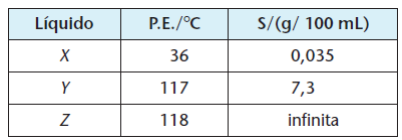 Líquido P.E./°C S/(g/ 100 mL)
X 36 0,035
Y 117 7,3
Z 118 infinita